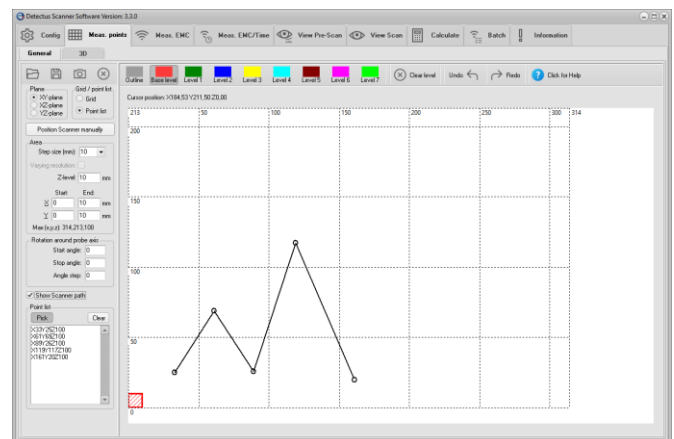 Detectus Scanner Software Version: 3.3.0
Config Meas. points Meas. EMC Meas. EMC/Time View Pre-Scan View Scan Calculate Batch Information
General 3D
Outline Base level Level 1 Level 2 Level 3 Level 4 Level 5 Level 6 Level 7 Clear level Undo Redo Click for Help
Plane
XY-plane
XZ-plane
YZ-plane
Grid / point list
Grid
Point list
Position Scanner manually
Area
Step size (mm): 10
Varying resolution:
Z-level: 10 mm
Start End
X 0 10 mm
Y 0 10 mm
Max (x,y,z): 314,213,100
Rotation around probe axis
Start angle: 0
Stop angle: 0
Angle step: 0
Show Scanner path
Point list
Pick Clear
X33Y25Z100
X61Y69Z100
X89Y26Z100
X119Y117Z100
X161Y20Z100
Cursor position: X184,53 Y211,50 Z0,00
213 50 100 150 200 250 300 314
200
150
100
50
0